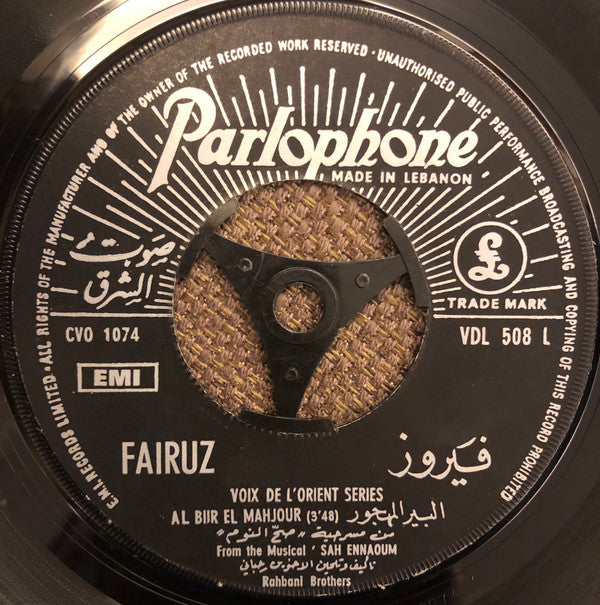 E.M.I. RECORDS LIMITED · ALL RIGHTS OF THE MANUFACTURER AND OF THE OWNER OF THE RECORDED WORK RESERVED · UNAUTHORISED PUBLIC PERFORMANCE BROADCASTING AND COPYING OF THIS RECORD PROHIBITED
Parlophone
MADE IN LEBANON
صوت
الشرق
£
TRADE MARK
CVO 1074
VDL 508 L
EMI
FAIRUZ فيروز
VOIX DE L'ORIENT SERIES
AL BIIR EL MAHJOUR (3'48) البير المهجور
من مسرحية "صح النوم"
From the Musical ' SAH ENNAOUM
تأليف وتلحين الاخوين رحباني
Rahbani Brothers